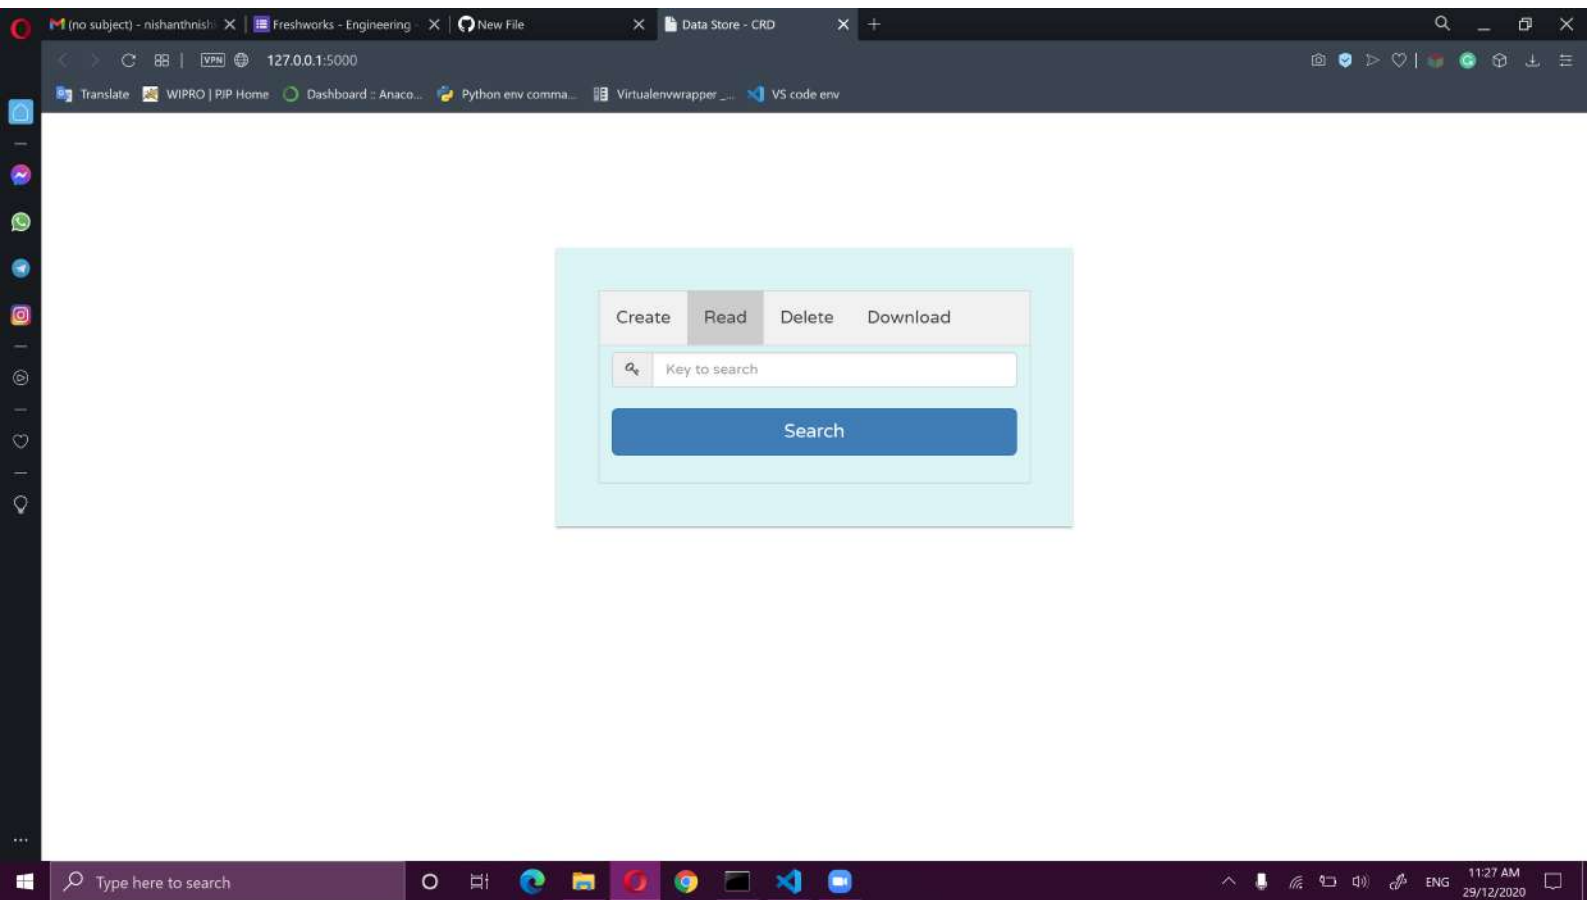 (no subject) - nishanthnish
Freshworks - Engineering -
New File
Data Store - CRD
VPN
127.0.0.1:5000
Translate
WIPRO | PJP Home
Dashboard :: Anaco...
Python env comma...
Virtualenvwrapper _...
VS code env
Create
Read
Delete
Download
Key to search
Search
Type here to search
ENG
11:27 AM
29/12/2020